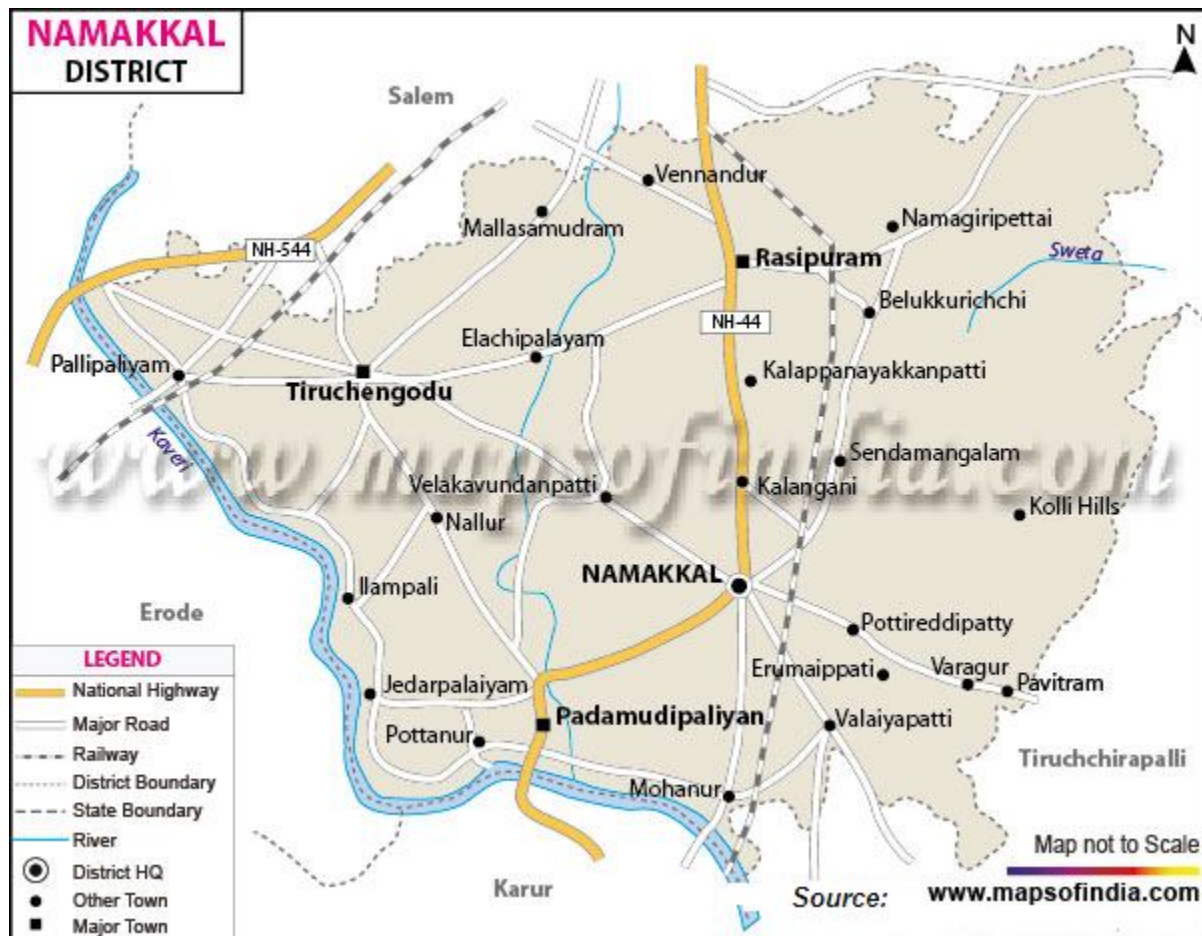 NAMAKKAL
DISTRICT
N
Salem
Vennandur
Mallasamudram
Namagiripettai
NH-544
Rasipuram
Sweta
Belukkurichchi
NH-44
Elachipalayam
Pallipaliyam
Kalappanayakkanpatti
Tiruchengodu
Kaveri
www.mapsofindia.com
Sendamangalam
Velakavundanpatti
Kalangani
Nallur
Kolli Hills
NAMAKKAL
Ilampali
Erode
Pottireddipatty
Erumaippati
Varagur
Pavitram
Jedarpalaiyam
Padamudipaliyan
Valaiyapatti
Pottanur
Tiruchchirapalli
Mohanur
Karur
LEGEND
National Highway
Major Road
Railway
District Boundary
State Boundary
River
District HQ
Other Town
Major Town
Map not to Scale
Source: www.mapsofindia.com